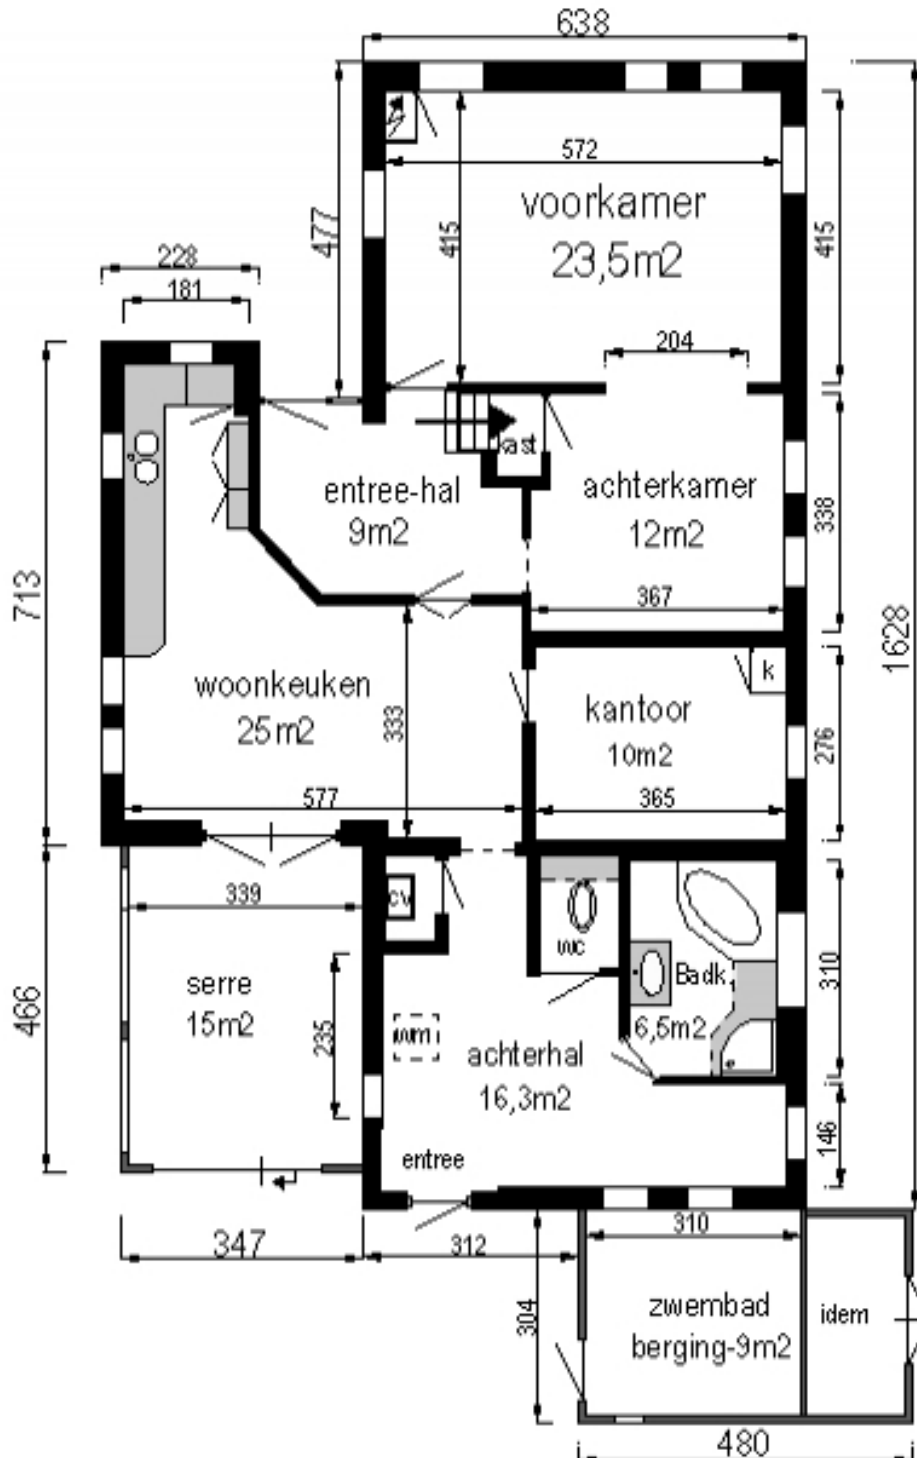 638
572
voorkamer
23,5m2
477
415
415
228
181
204
kast
entree-hal
9m2
achterkamer
12m2
338
367
713
1628
woonkeuken
25m2
333
577
k
kantoor
10m2
276
365
339
cv
wc
Badk.
6,5m2
310
serre
15m2
466
235
wm
achterhal
16,3m2
146
entree
347
312
310
304
zwembad
berging-9m2
idem
480